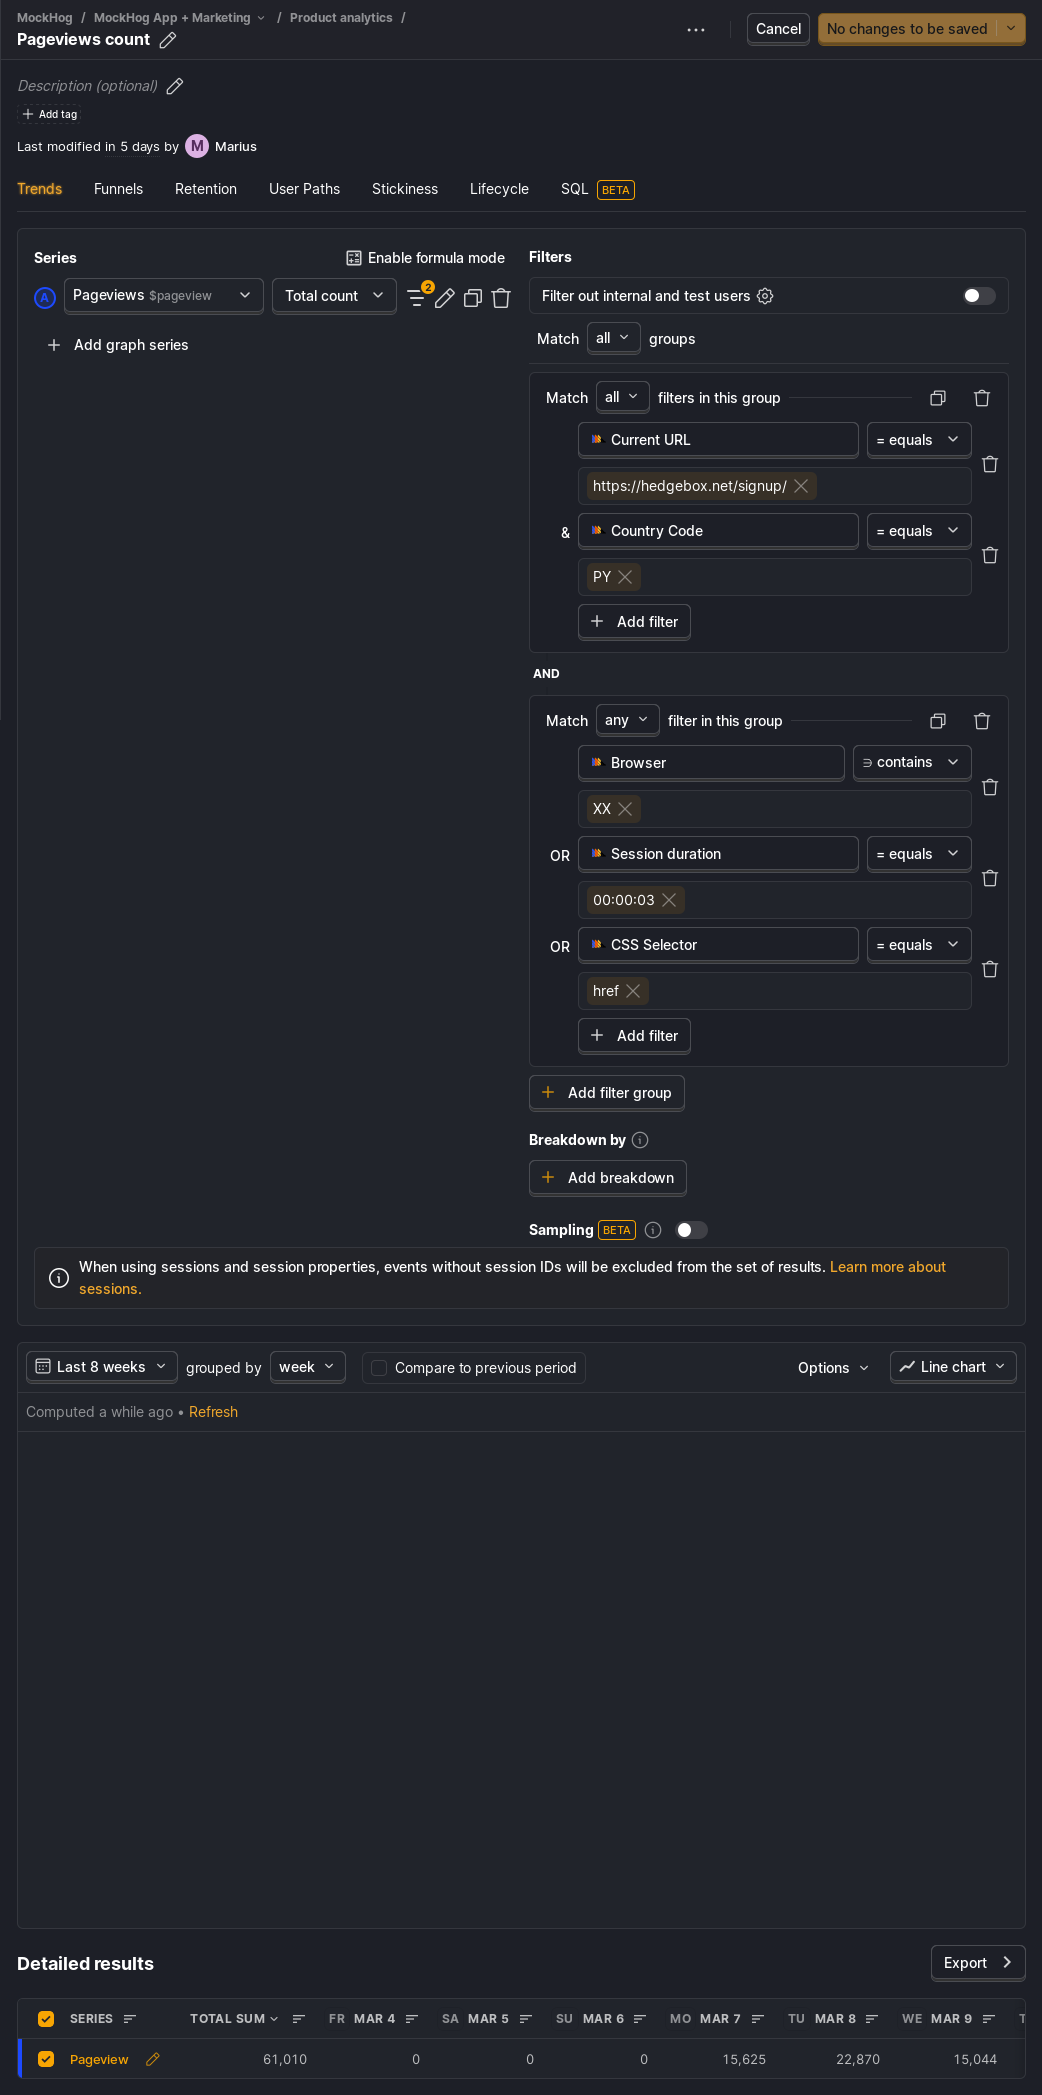 MockHog / MockHog App + Marketing / Product analytics /
Pageviews count
Cancel
No changes to be saved
Description (optional)
Add tag
Last modified in 5 days by M Marius
Trends Funnels Retention User Paths Stickiness Lifecycle SQL BETA
Series
Enable formula mode
A Pageviews $pageview Total count 2
Add graph series
Filters
Filter out internal and test users
Match all groups
Match all filters in this group
Current URL = equals
https://hedgebox.net/signup/
& Country Code = equals
PY
Add filter
AND
Match any filter in this group
Browser ∋ contains
XX
OR Session duration = equals
00:00:03
OR CSS Selector = equals
href
Add filter
Add filter group
Breakdown by
Add breakdown
Sampling BETA
When using sessions and session properties, events without session IDs will be excluded from the set of results. Learn more about
sessions.
Last 8 weeks grouped by week Compare to previous period Options Line chart
Computed a while ago • Refresh
Detailed results
Export
SERIES TOTAL SUM FR MAR 4 SA MAR 5 SU MAR 6 MO MAR 7 TU MAR 8 WE MAR 9 T
Pageview 61,010 0 0 0 15,625 22,870 15,044